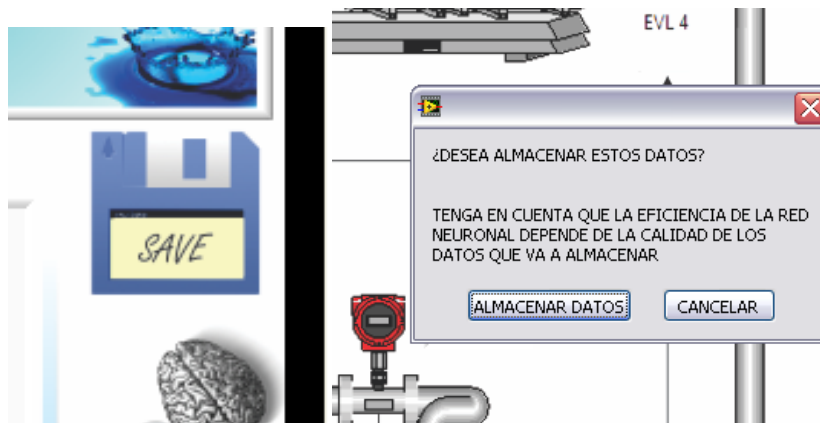 SAVE
EVL 4
¿DESEA ALMACENAR ESTOS DATOS?
TENGA EN CUENTA QUE LA EFICIENCIA DE LA RED
NEURONAL DEPENDE DE LA CALIDAD DE LOS
DATOS QUE VA A ALMACENAR
ALMACENAR DATOS
CANCELAR